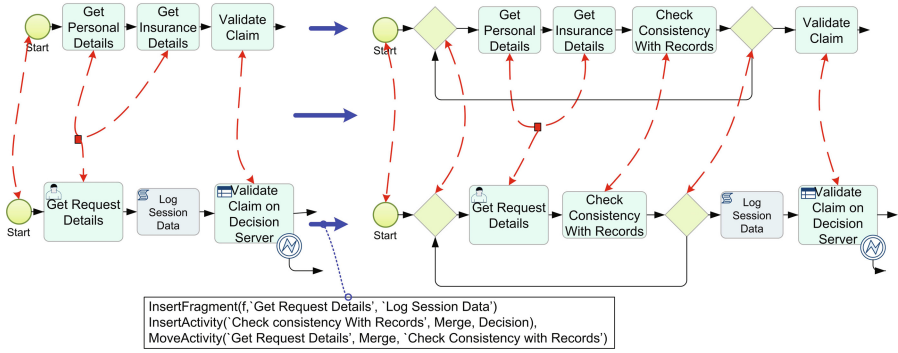 Start
Get
Personal
Details
Get
Insurance
Details
Validate
Claim
Start
Get
Personal
Details
Get
Insurance
Details
Check
Consistency
With Records
Validate
Claim
Start
Get Request
Details
Log
Session
Data
Validate
Claim on
Decision
Server
Start
Get Request
Details
Check
Consistency
With Records
Log
Session
Data
Validate
Claim on
Decision
Server
InsertFragment(f,`Get Request Details', `Log Session Data')
InsertActivity(`Check consistency With Records', Merge, Decision),
MoveActivity(`Get Request Details', Merge, `Check Consistency with Records')